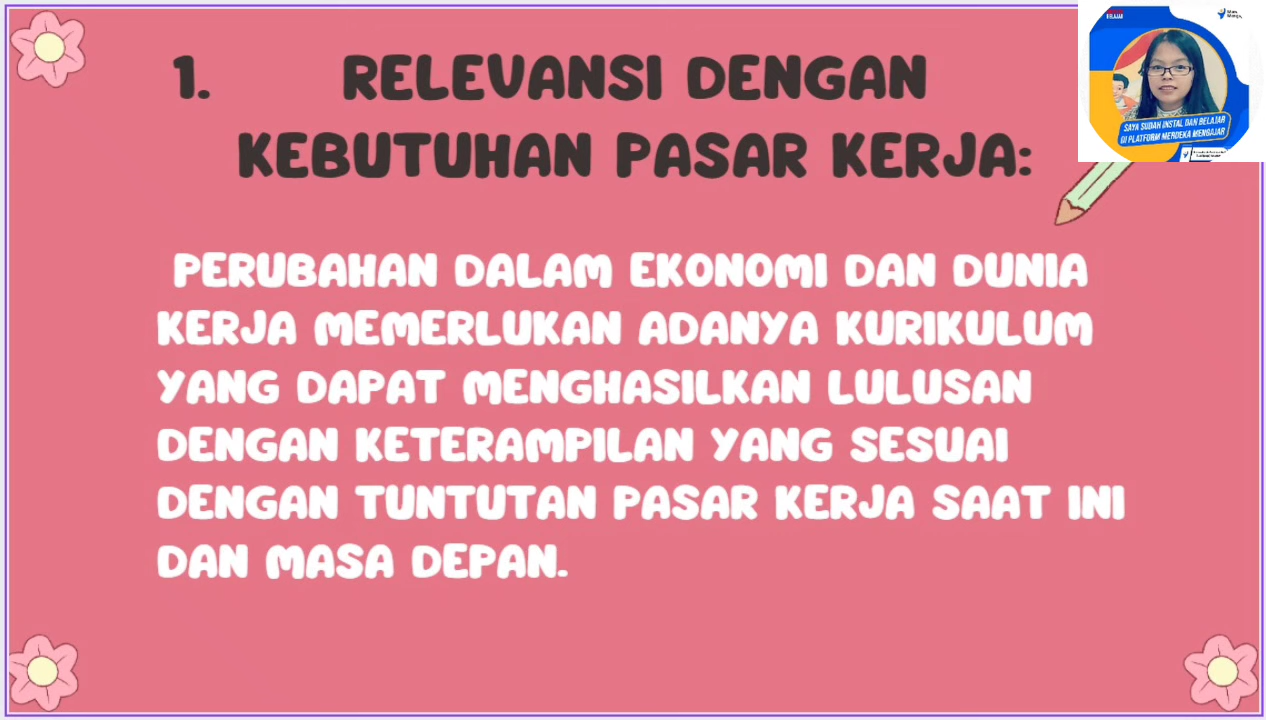 1. RELEVANSI DENGAN
KEBUTUHAN PASAR KERJA:
PERUBAHAN DALAM EKONOMI DAN DUNIA
KERJA MEMERLUKAN ADANYA KURIKULUM
YANG DAPAT MENGHASILKAN LULUSAN
DENGAN KETERAMPILAN YANG SESUAI
DENGAN TUNTUTAN PASAR KERJA SAAT INI
DAN MASA DEPAN.
BELAJAR
SAYA SUDAH INSTAL DAN BELAJAR
DI PLATFORM MERDEKA MENGAJAR